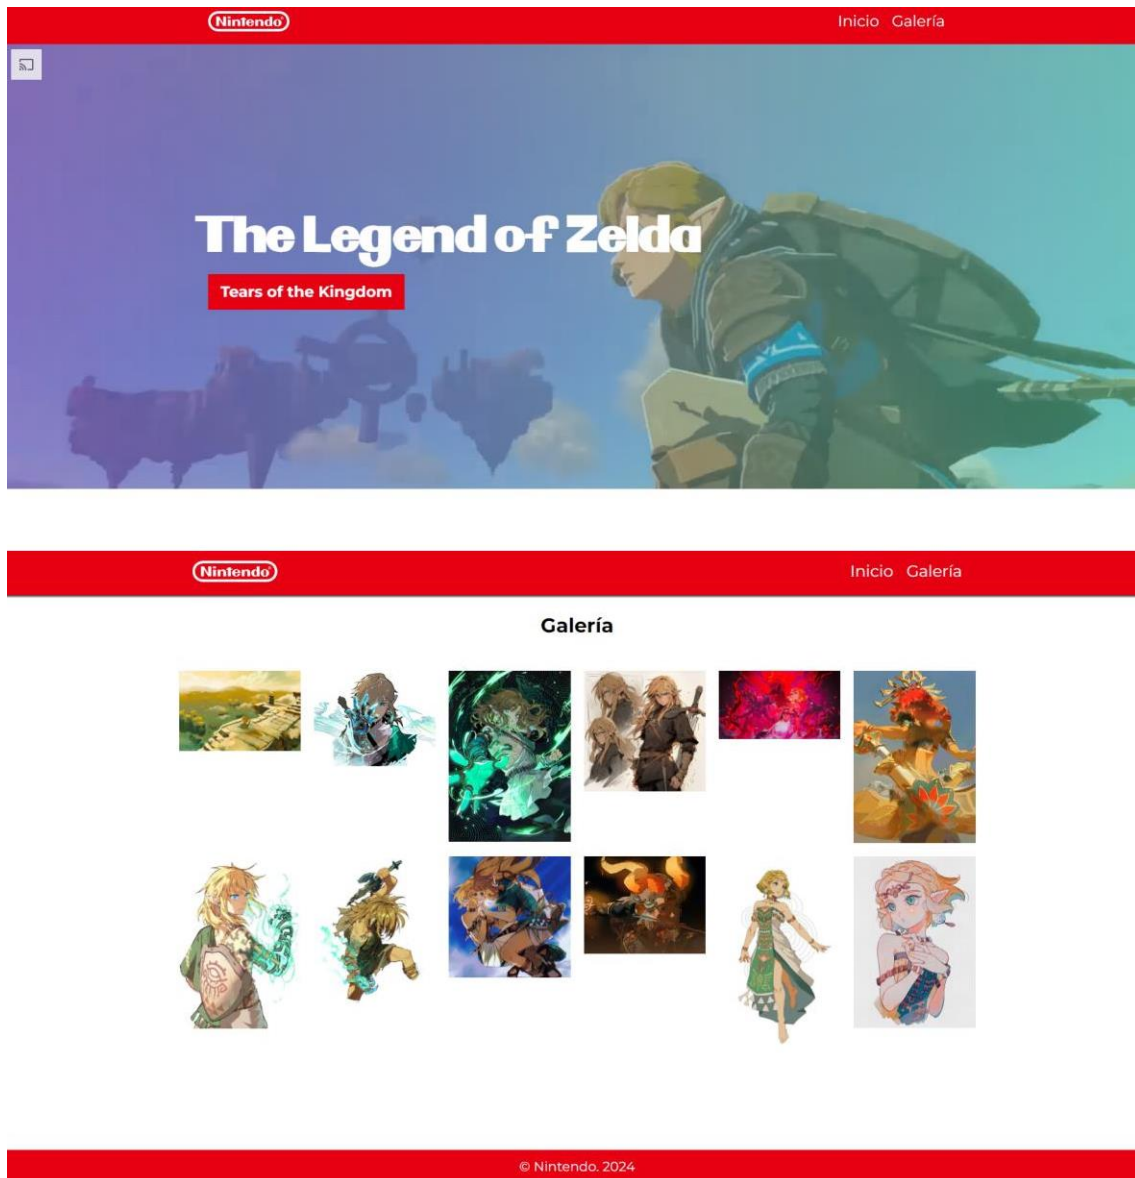 Nintendo
Inicio Galería
The Legend of Zelda
Tears of the Kingdom
Nintendo
Inicio Galería
Galería
© Nintendo. 2024